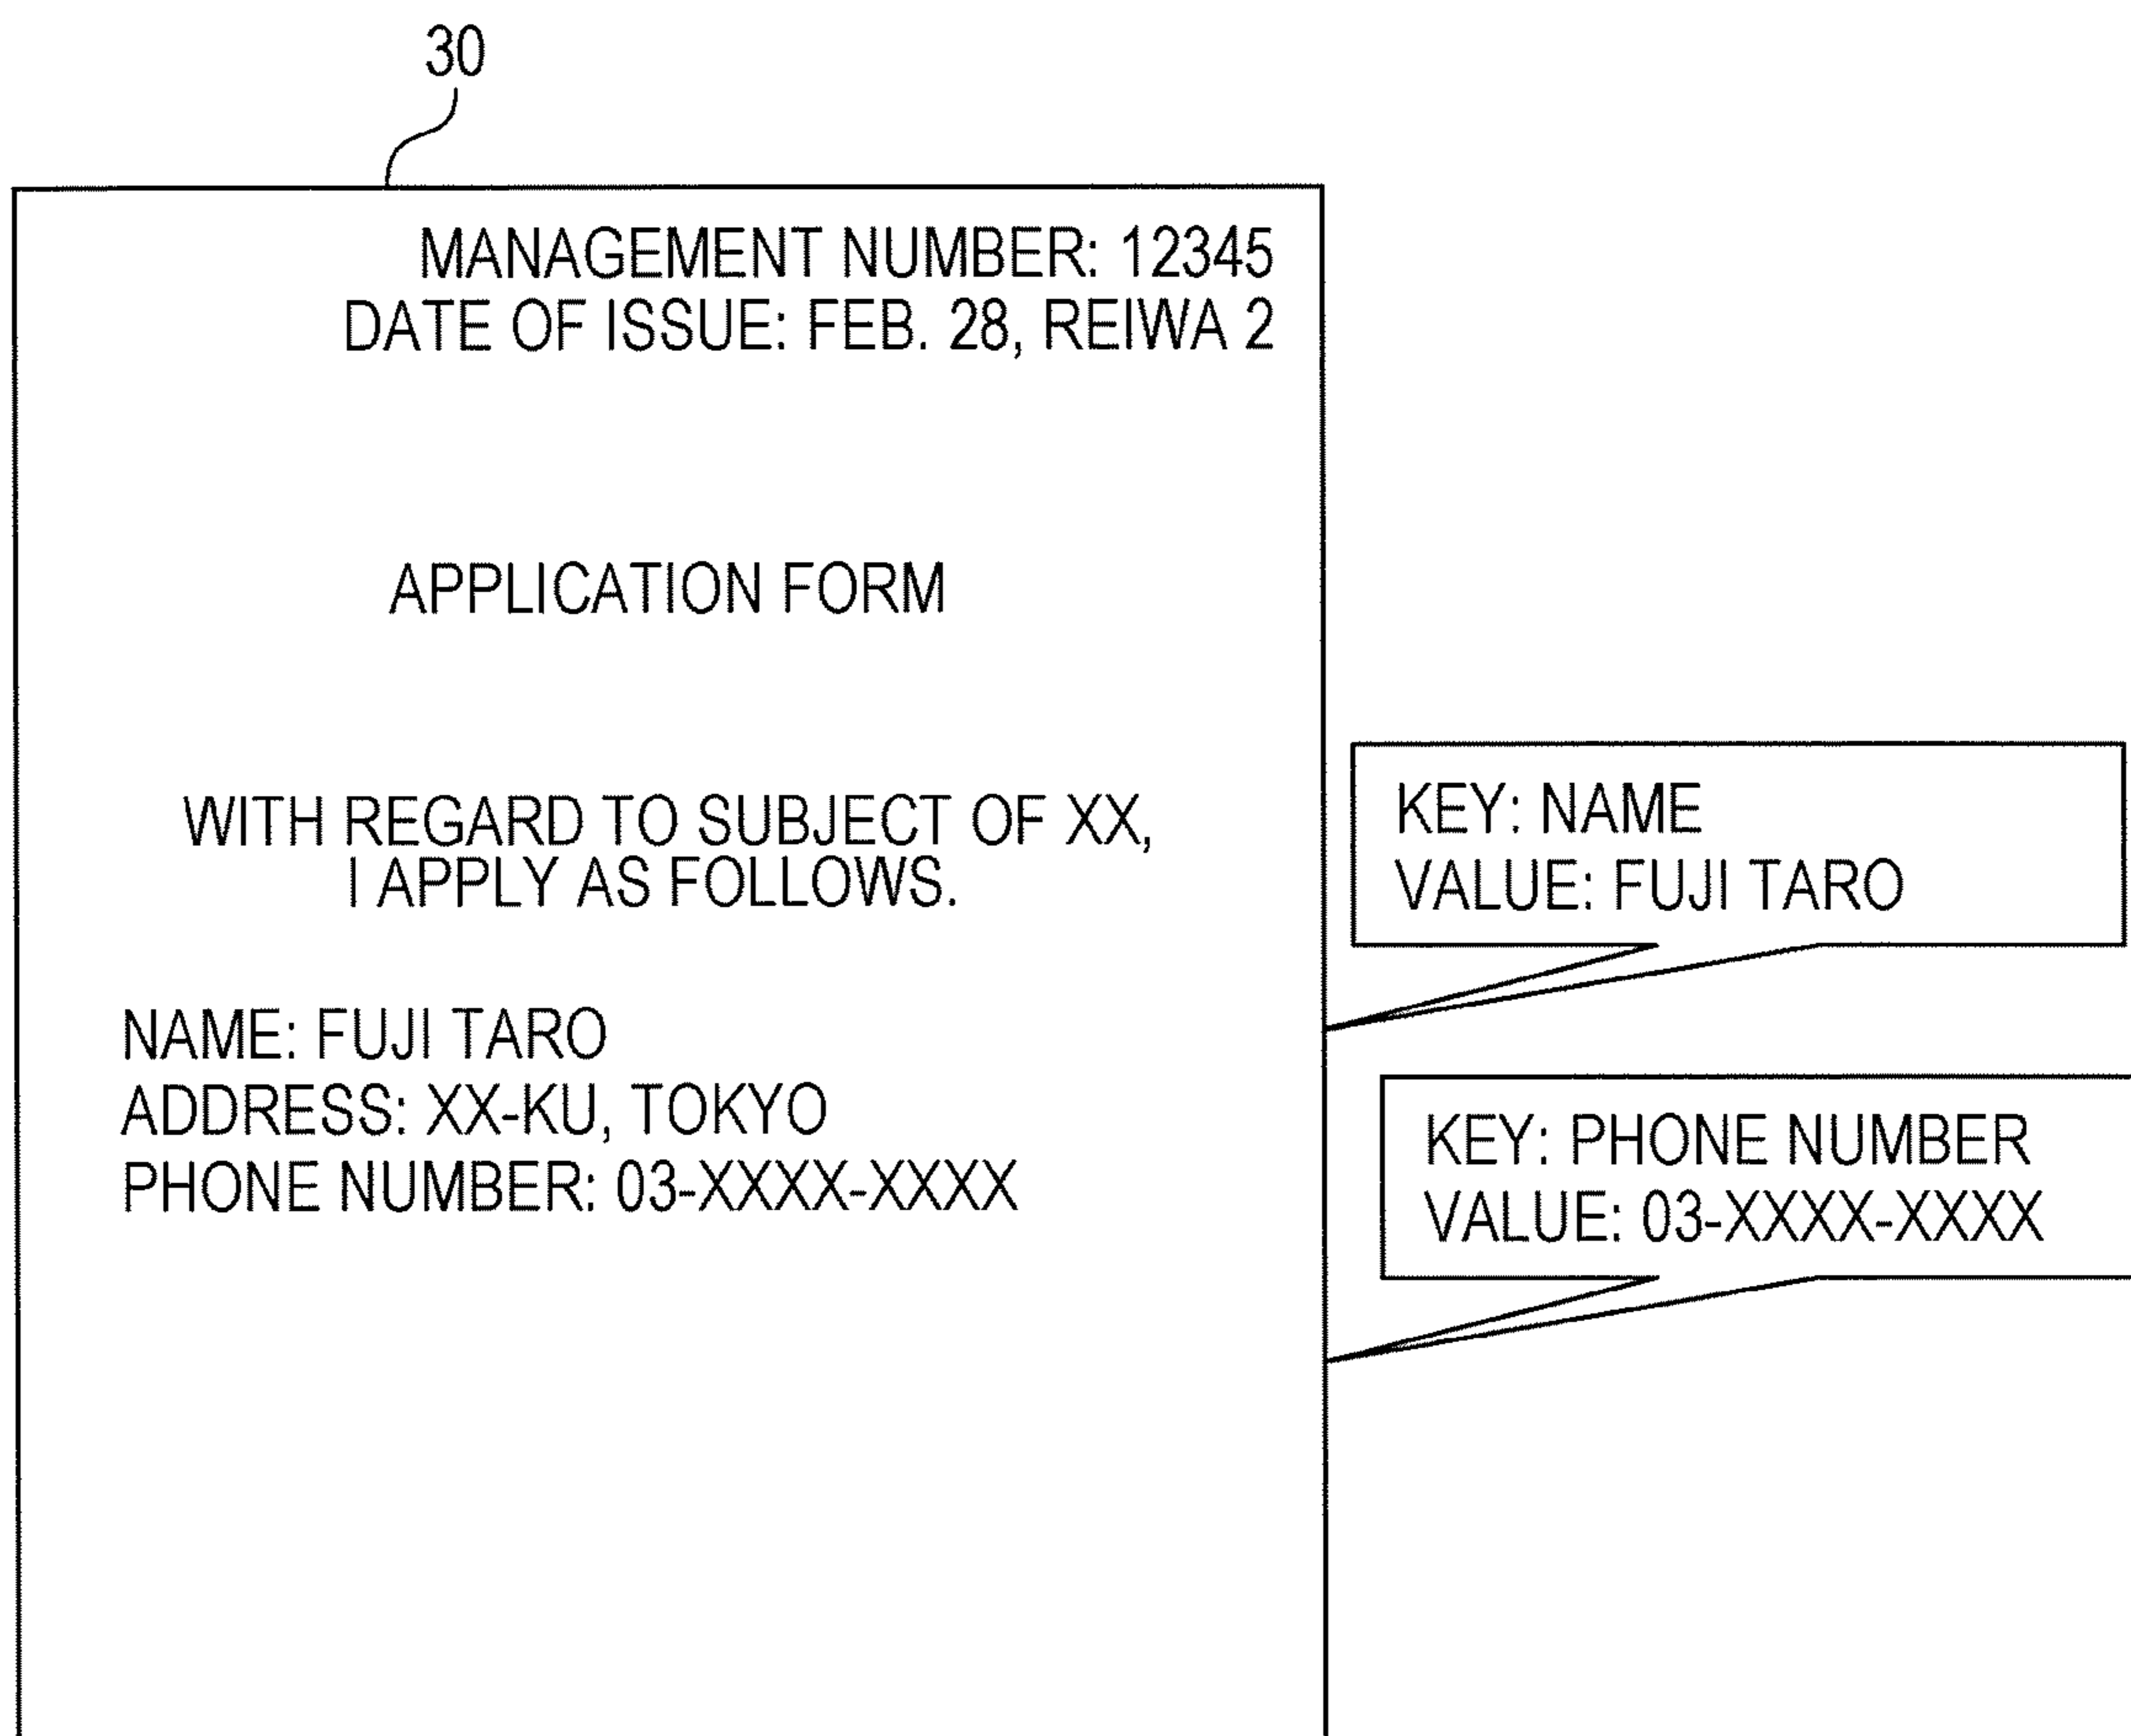 30
MANAGEMENT NUMBER: 12345
DATE OF ISSUE: FEB. 28, REIWA 2
APPLICATION FORM
WITH REGARD TO SUBJECT OF XX,
I APPLY AS FOLLOWS.
NAME: FUJI TARO
ADDRESS: XX-KU, TOKYO
PHONE NUMBER: 03-XXXX-XXXX
KEY: NAME
VALUE: FUJI TARO
KEY: PHONE NUMBER
VALUE: 03-XXXX-XXXX